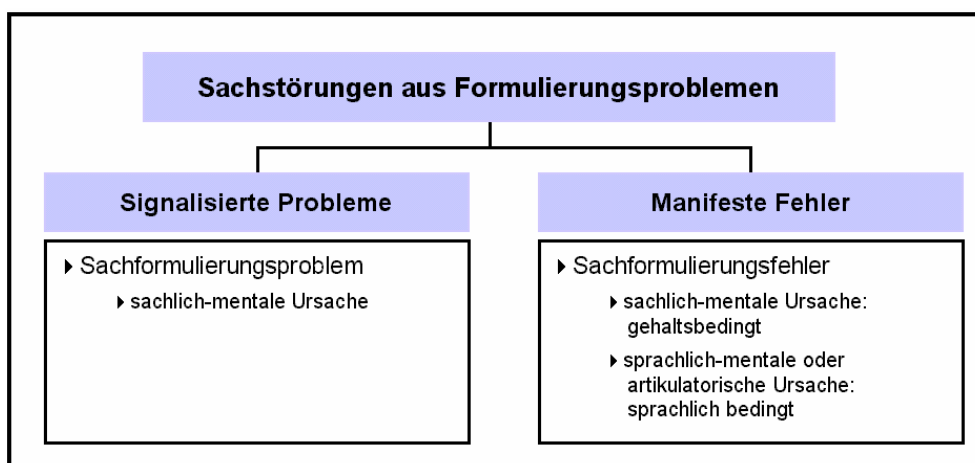 Sachstörungen aus Formulierungsproblemen
Signalisierte Probleme
Sachformulierungsproblem
sachlich-mentale Ursache
Manifeste Fehler
Sachformulierungsfehler
sachlich-mentale Ursache:
gehaltsbedingt
sprachlich-mentale oder
artikulatorische Ursache:
sprachlich bedingt